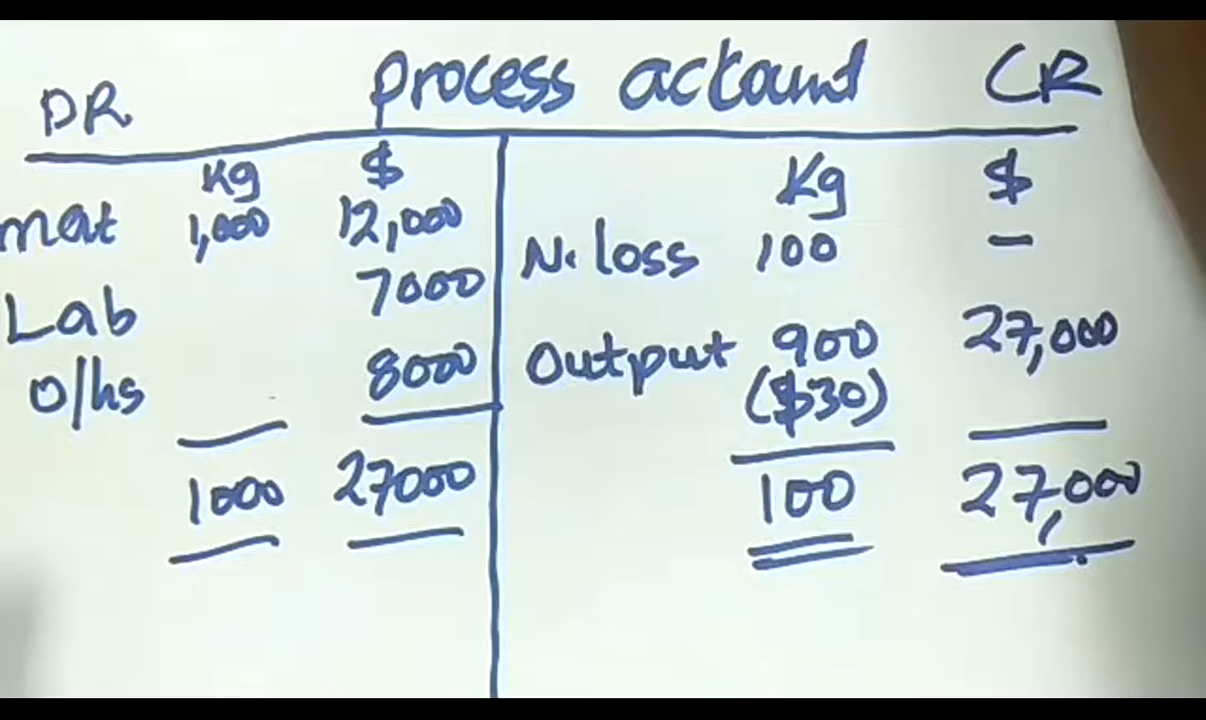 DR process actount CR
Kg $ Kg $
mat 1,000 12,000 N. loss 100 —
Lab 7000
O/hs 8000 Output 900 27,000
($30)
1000 27000 100 27,000